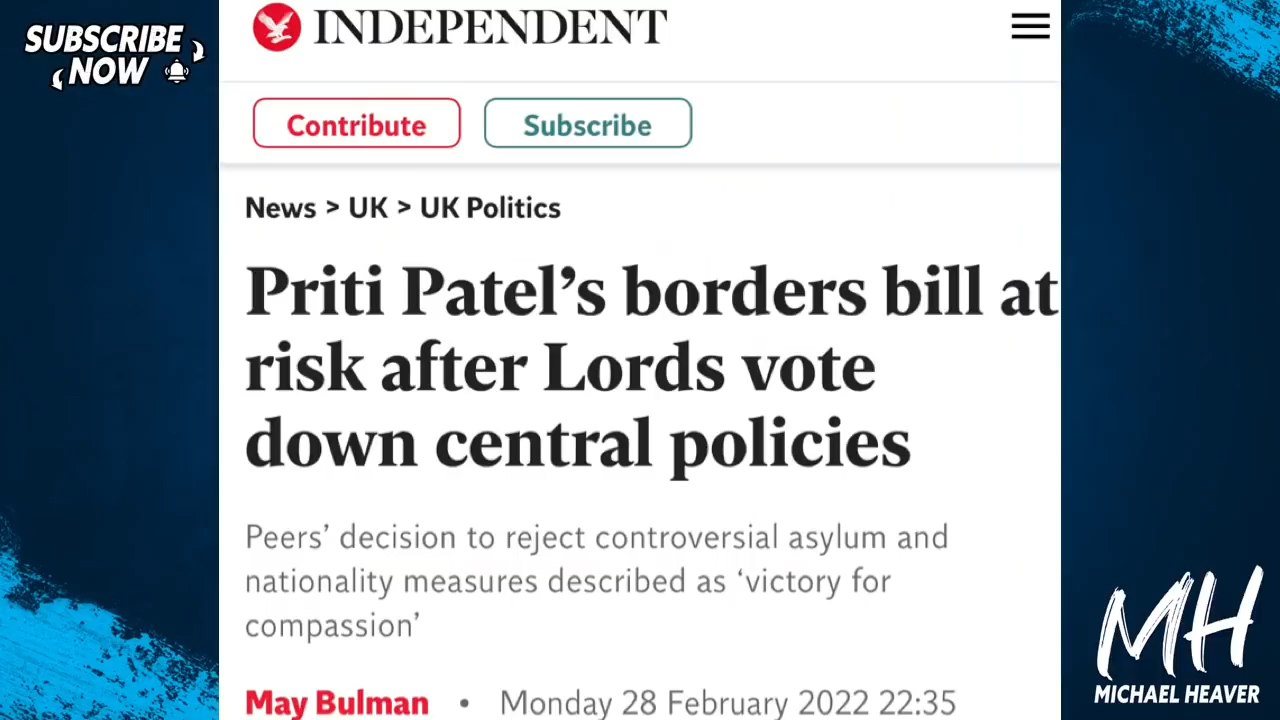 SUBSCRIBE
NOW
INDEPENDENT
Contribute
Subscribe
News > UK > UK Politics
Priti Patel’s borders bill at
risk after Lords vote
down central policies
Peers’ decision to reject controversial asylum and
nationality measures described as ‘victory for
compassion’
May Bulman • Monday 28 February 2022 22:35
MH
MICHAEL HEAVER